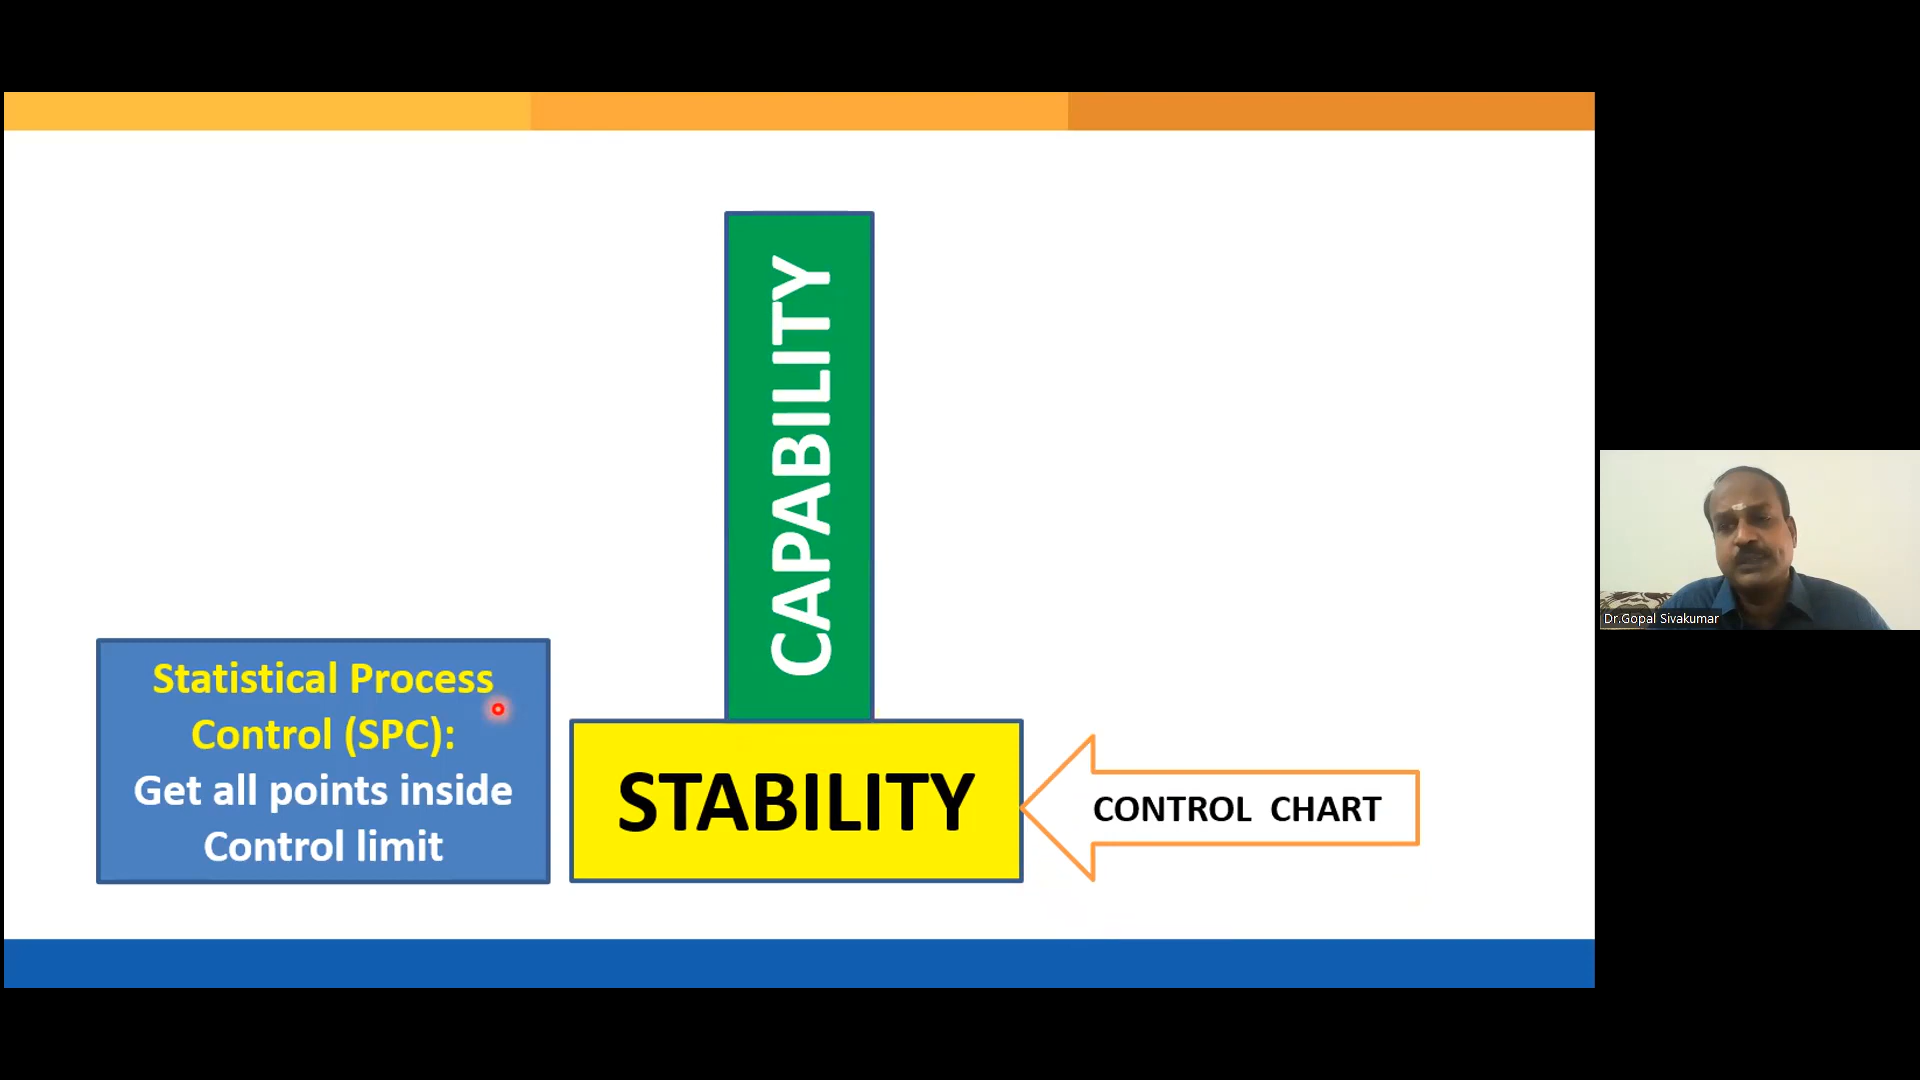 CAPABILITY
Statistical Process
Control (SPC):
Get all points inside
Control limit
STABILITY
CONTROL CHART
Dr.Gopal Sivakumar